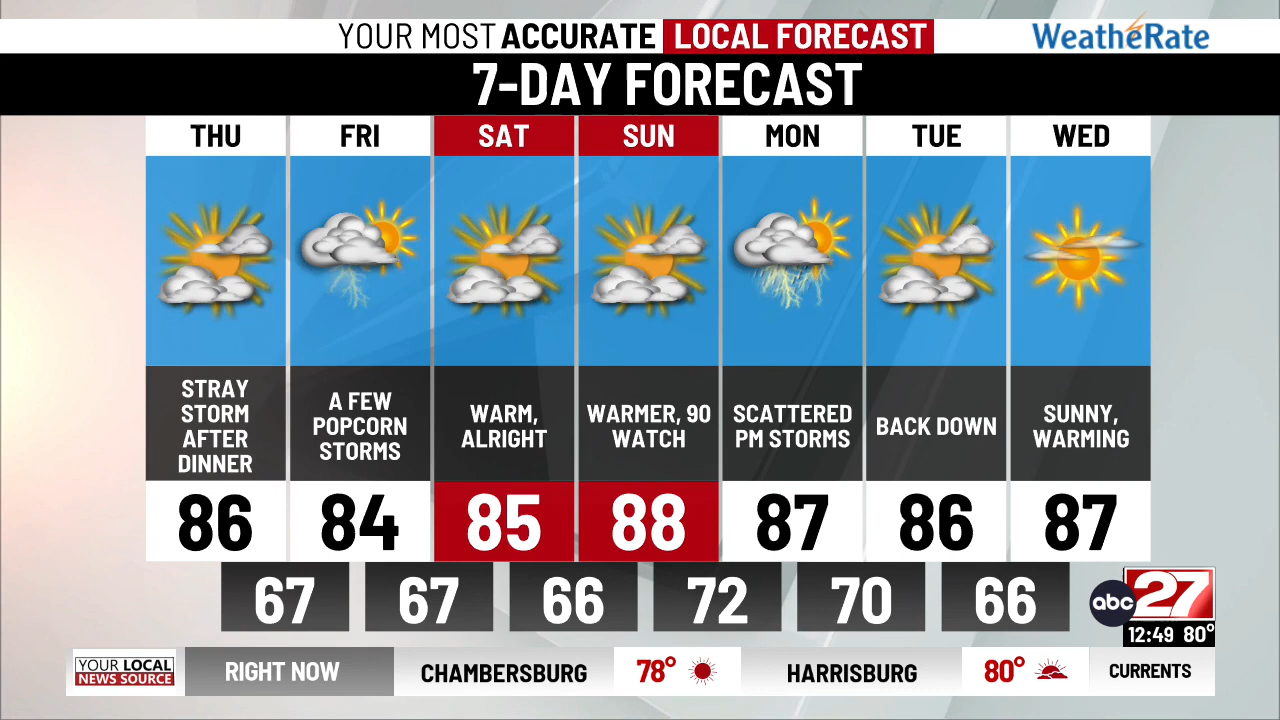 YOUR MOST ACCURATE LOCAL FORECAST
WeatheRate
7-DAY FORECAST
THU FRI SAT SUN MON TUE WED
STRAY
STORM
AFTER
DINNER
A FEW
POPCORN
STORMS
WARM,
ALRIGHT
WARMER, 90
WATCH
SCATTERED
PM STORMS
BACK DOWN
SUNNY,
WARMING
86 84 85 88 87 86 87
67 67 66 72 70 66
abc 27
12:49 80°
YOUR LOCAL
NEWS SOURCE
RIGHT NOW CHAMBERSBURG 78° HARRISBURG 80° CURRENTS